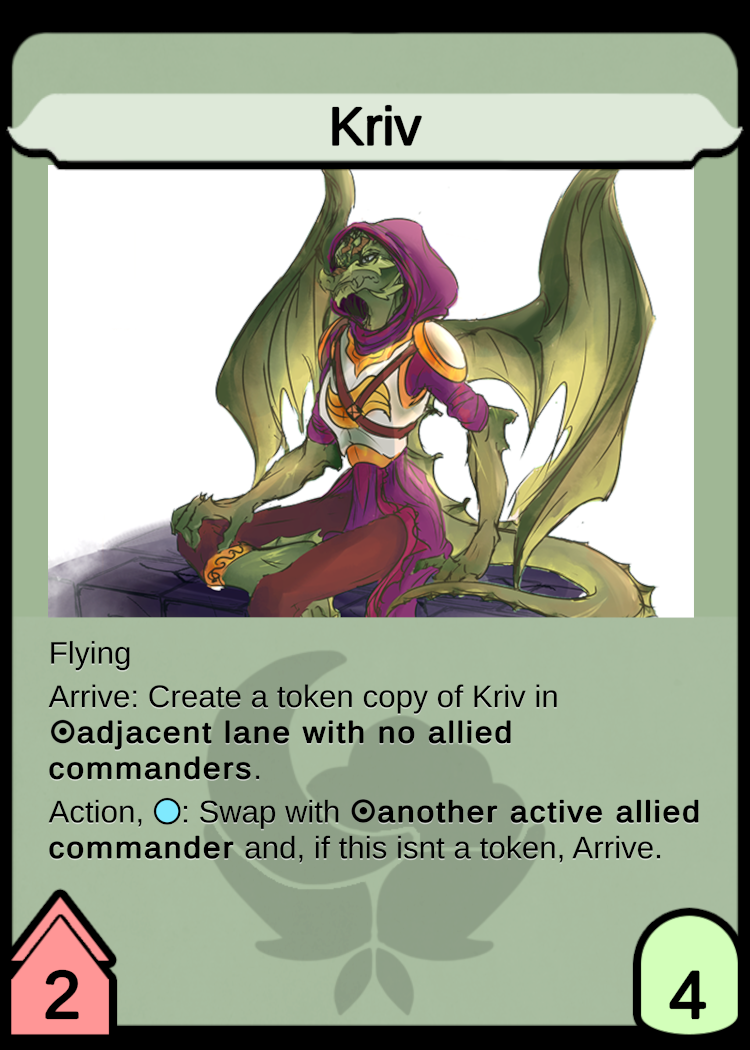 Kriv
Flying
Arrive: Create a token copy of Kriv in
⊙adjacent lane with no allied
commanders.
Action, : Swap with ⊙another active allied
commander and, if this isnt a token, Arrive.
2
4